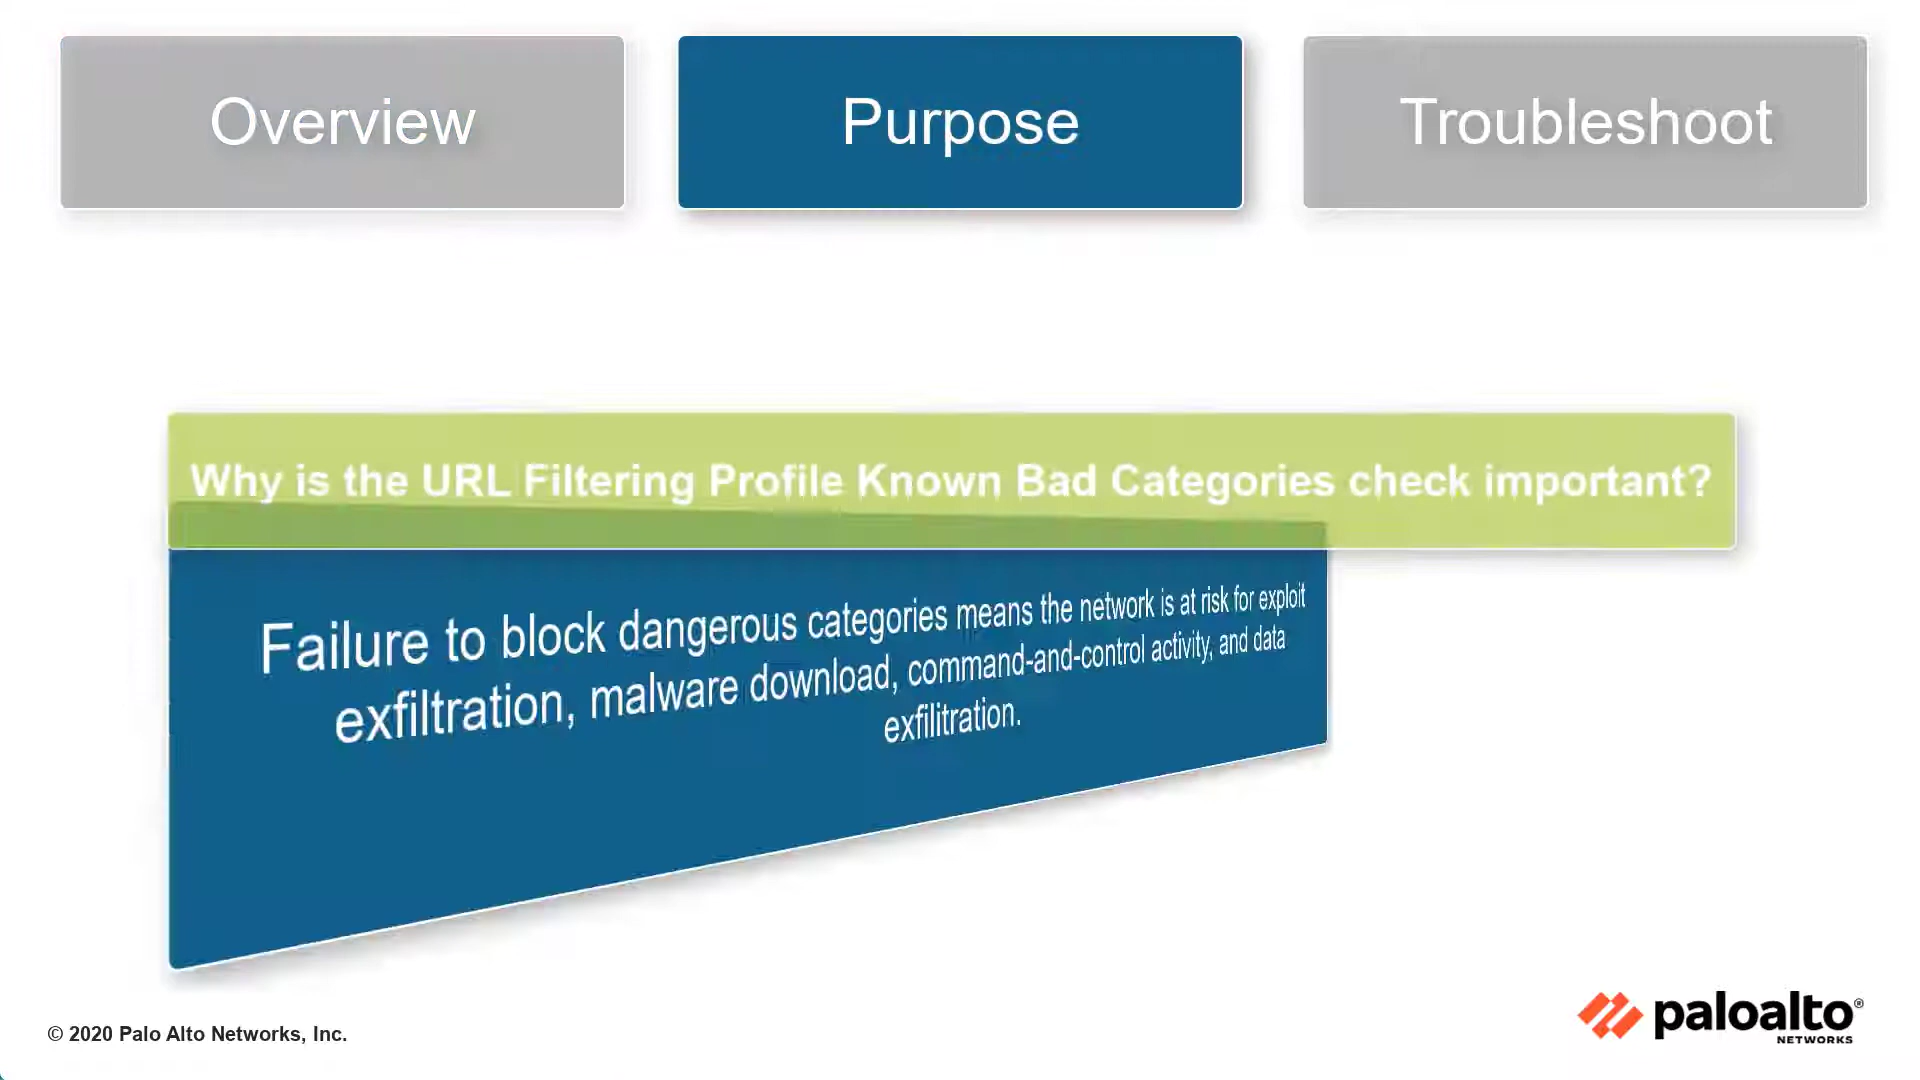 Overview
Purpose
Troubleshoot
Why is the URL Filtering Profile Known Bad Categories check important?
Failure to block dangerous categories means the network is at risk for exploit
exfiltration, malware download, command-and-control activity, and data
exfilitration.
© 2020 Palo Alto Networks, Inc.
paloalto®
NETWORKS